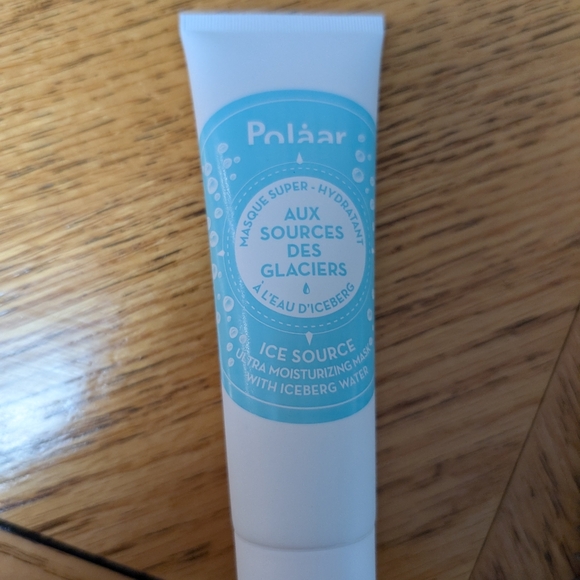 Polåar
MASQUE SUPER-HYDRATANT
AUX
SOURCES
DES
GLACIERS
À L'EAU D'ICEBERG
ICE SOURCE
ULTRA MOISTURIZING MASK
WITH ICEBERG WATER